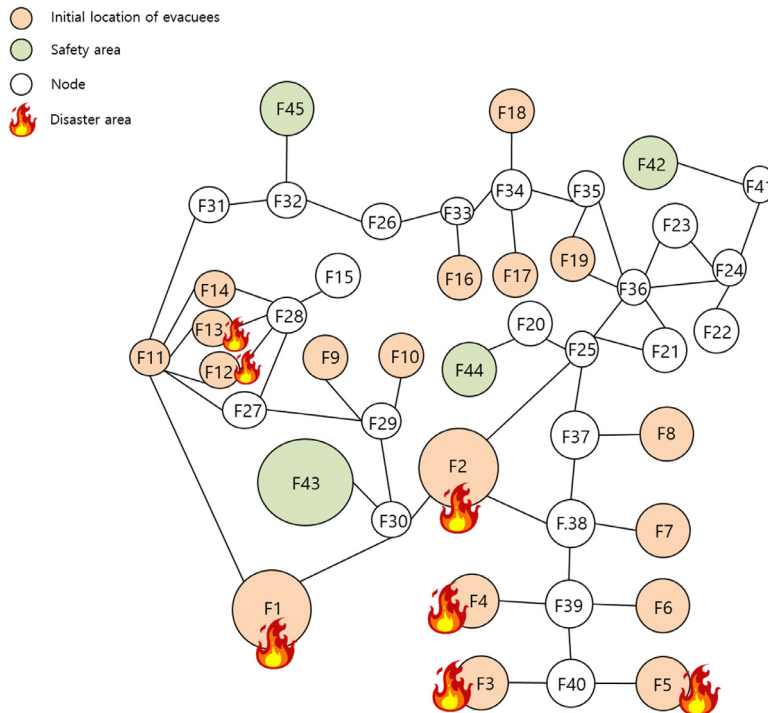 Initial location of evacuees
Safety area
Node
Disaster area
F45
F18
F42
F41
F31
F32
F34
F35
F26
F33
F23
F15
F16
F17
F19
F24
F14
F36
F28
F13
F20
F22
F11
F12
F9
F10
F44
F25
F21
F27
F29
F37
F8
F2
F43
F30
F.38
F7
F1
F4
F39
F6
F3
F40
F5